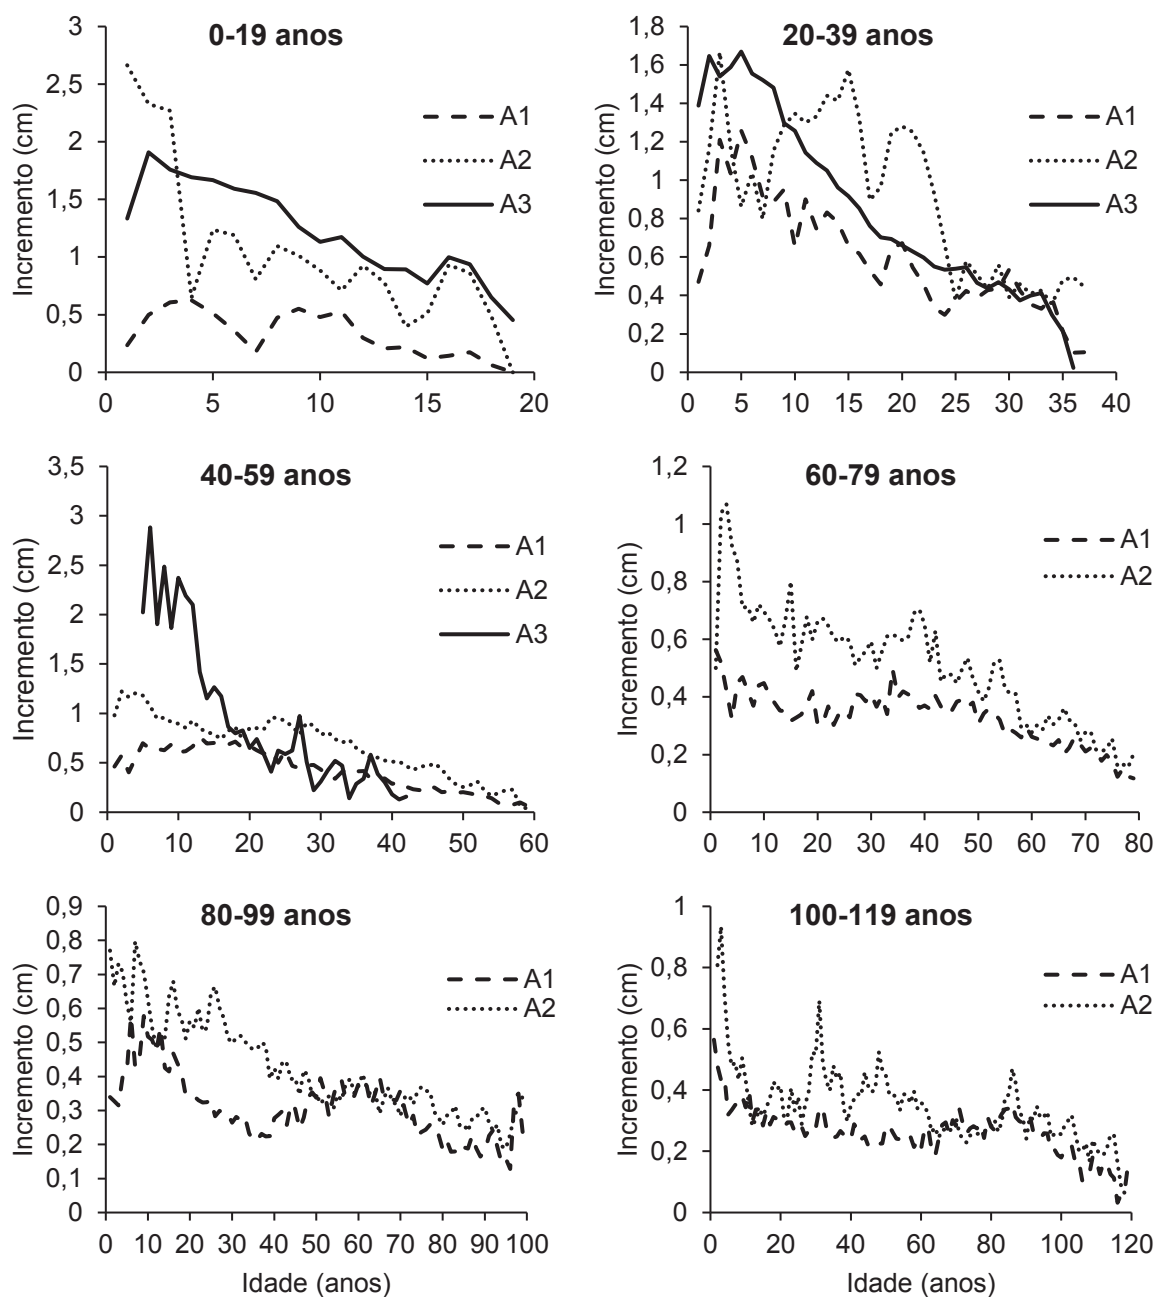 0-19 anos
Incremento (cm)
3
2,5
2
1,5
1
0,5
0
0 5 10 15 20
A1
A2
A3
20-39 anos
Incremento (cm)
1,8
1,6
1,4
1,2
1
0,8
0,6
0,4
0,2
0
0 5 10 15 20 25 30 35 40
A1
A2
A3
40-59 anos
Incremento (cm)
3,5
3
2,5
2
1,5
1
0,5
0
0 10 20 30 40 50 60
A1
A2
A3
60-79 anos
Incremento (cm)
1,2
1
0,8
0,6
0,4
0,2
0
0 10 20 30 40 50 60 70 80
A1
A2
80-99 anos
Incremento (cm)
0,9
0,8
0,7
0,6
0,5
0,4
0,3
0,2
0,1
0
0 10 20 30 40 50 60 70 80 90 100
Idade (anos)
A1
A2
100-119 anos
Incremento (cm)
1
0,8
0,6
0,4
0,2
0
0 20 40 60 80 100 120
Idade (anos)
A1
A2